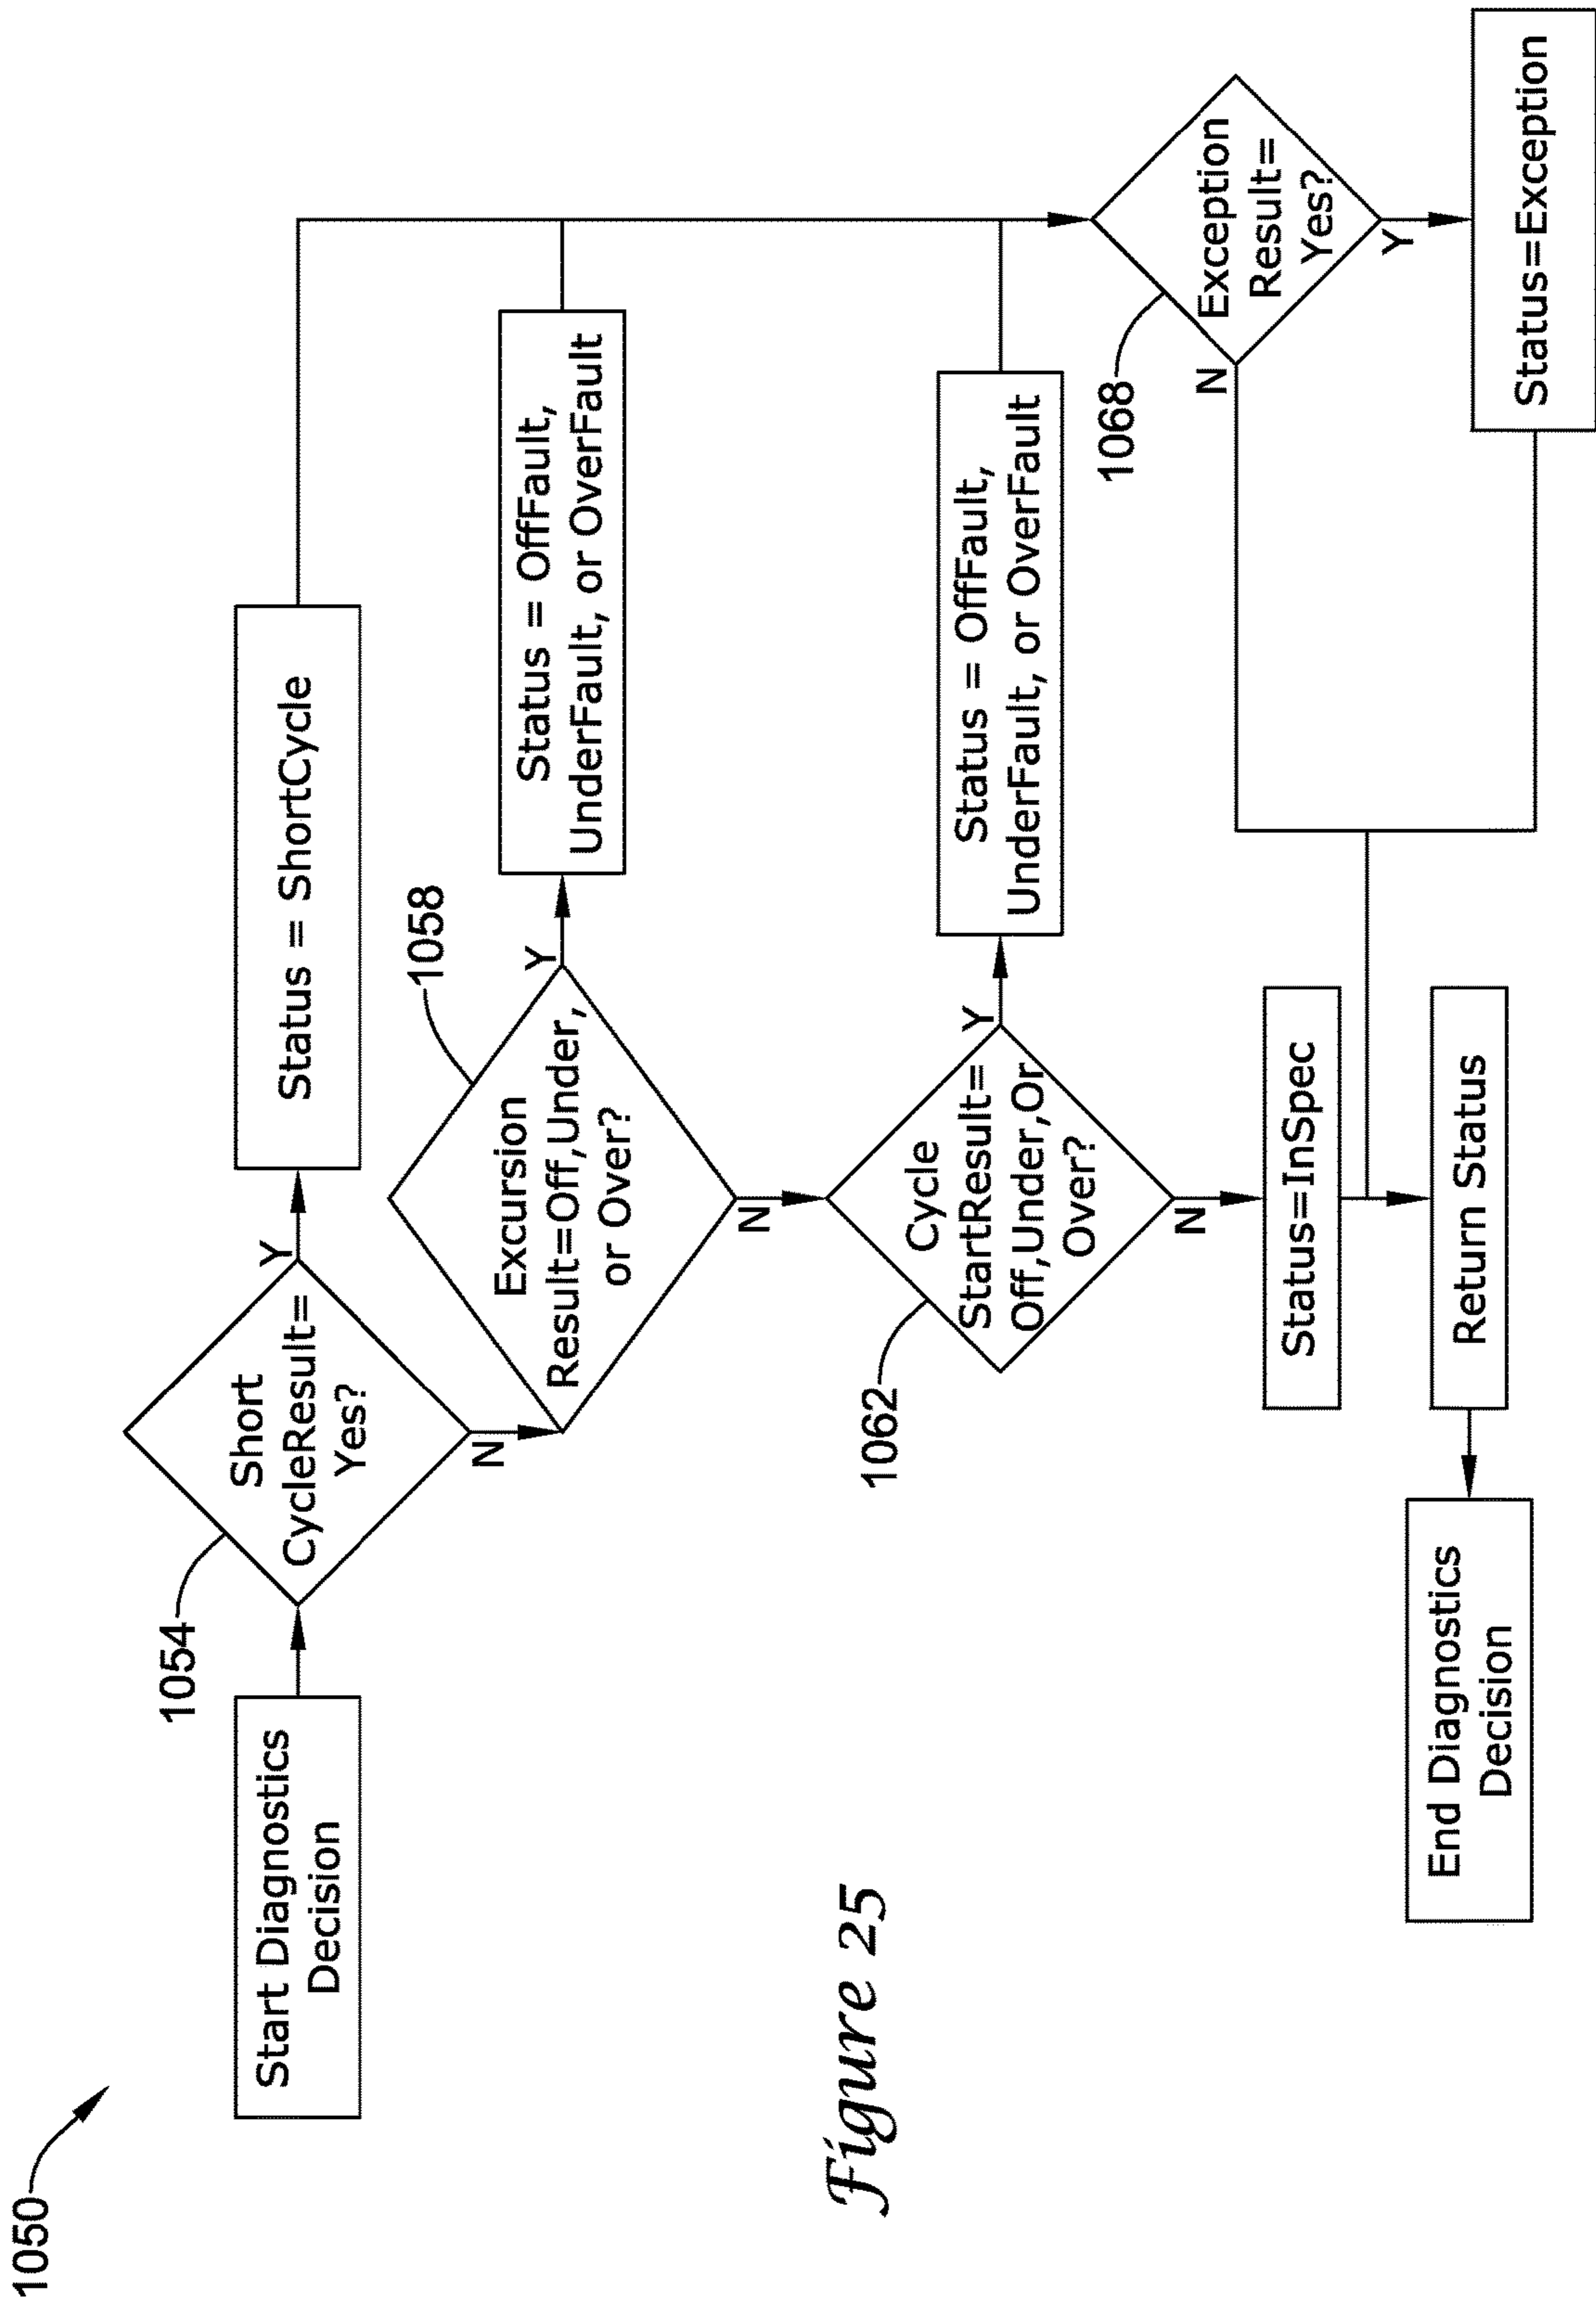 1050
Start Diagnostics
Decision
1054
Short
CycleResult=
Yes?
Y
N
Status = ShortCycle
1058
Excursion
Result=Off,Under,
or Over?
Y
N
Status = OffFault,
UnderFault, or OverFault
1062
Cycle
StartResult=
Off,Under,Or
Over?
Y
N
Status = OffFault,
UnderFault, or OverFault
1068
Exception
Result=
Yes?
N
Y
Status=InSpec
Return Status
Status=Exception
End Diagnostics
Decision
Figure 25